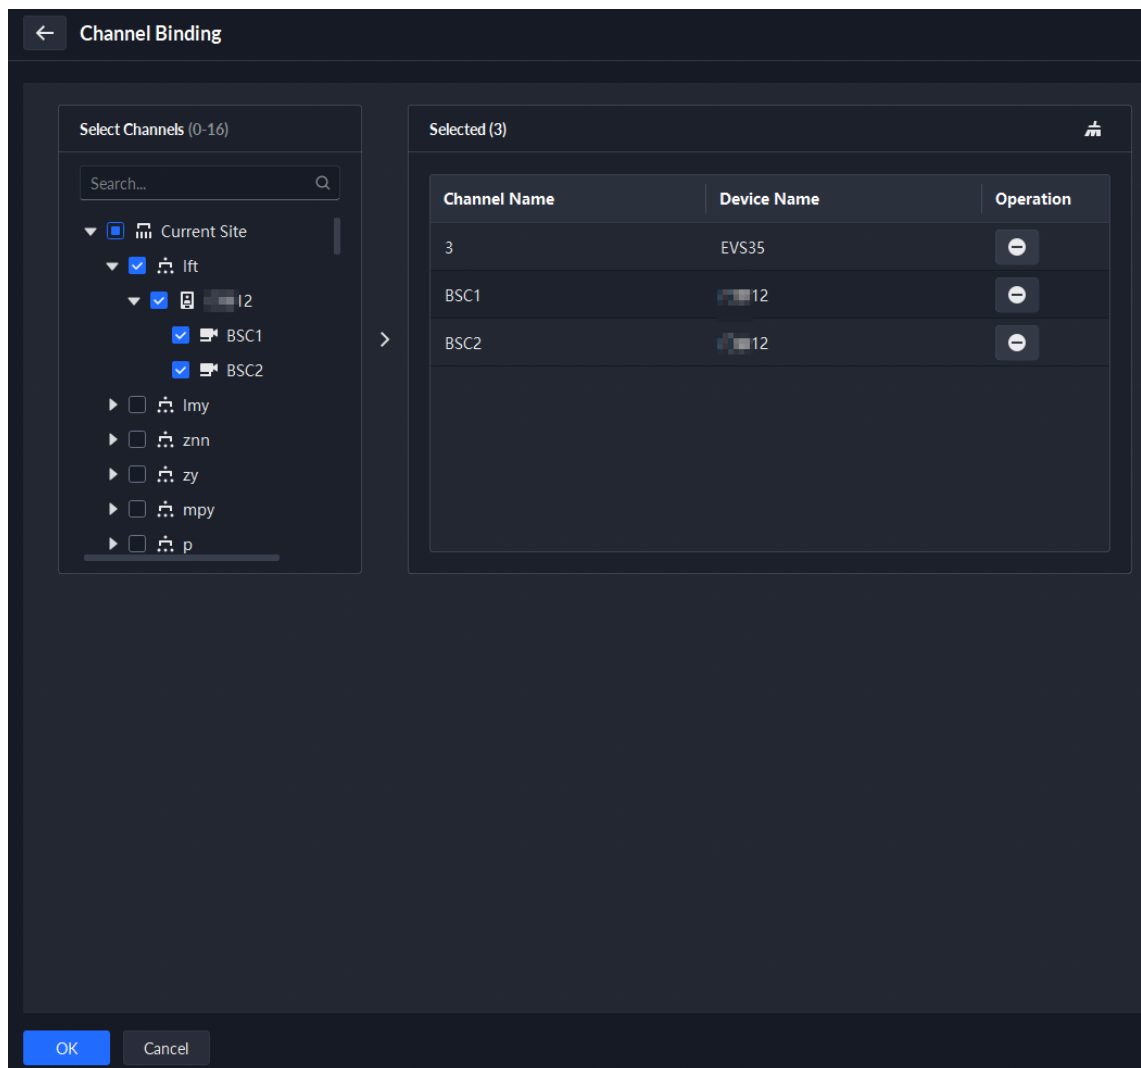 Channel Binding
Select Channels (0-16)
Search...
Current Site
lft
12
BSC1
BSC2
lmy
znn
zy
mpy
p
Selected (3)
Channel Name Device Name Operation
3 EVS35
BSC1 12
BSC2 12
OK Cancel